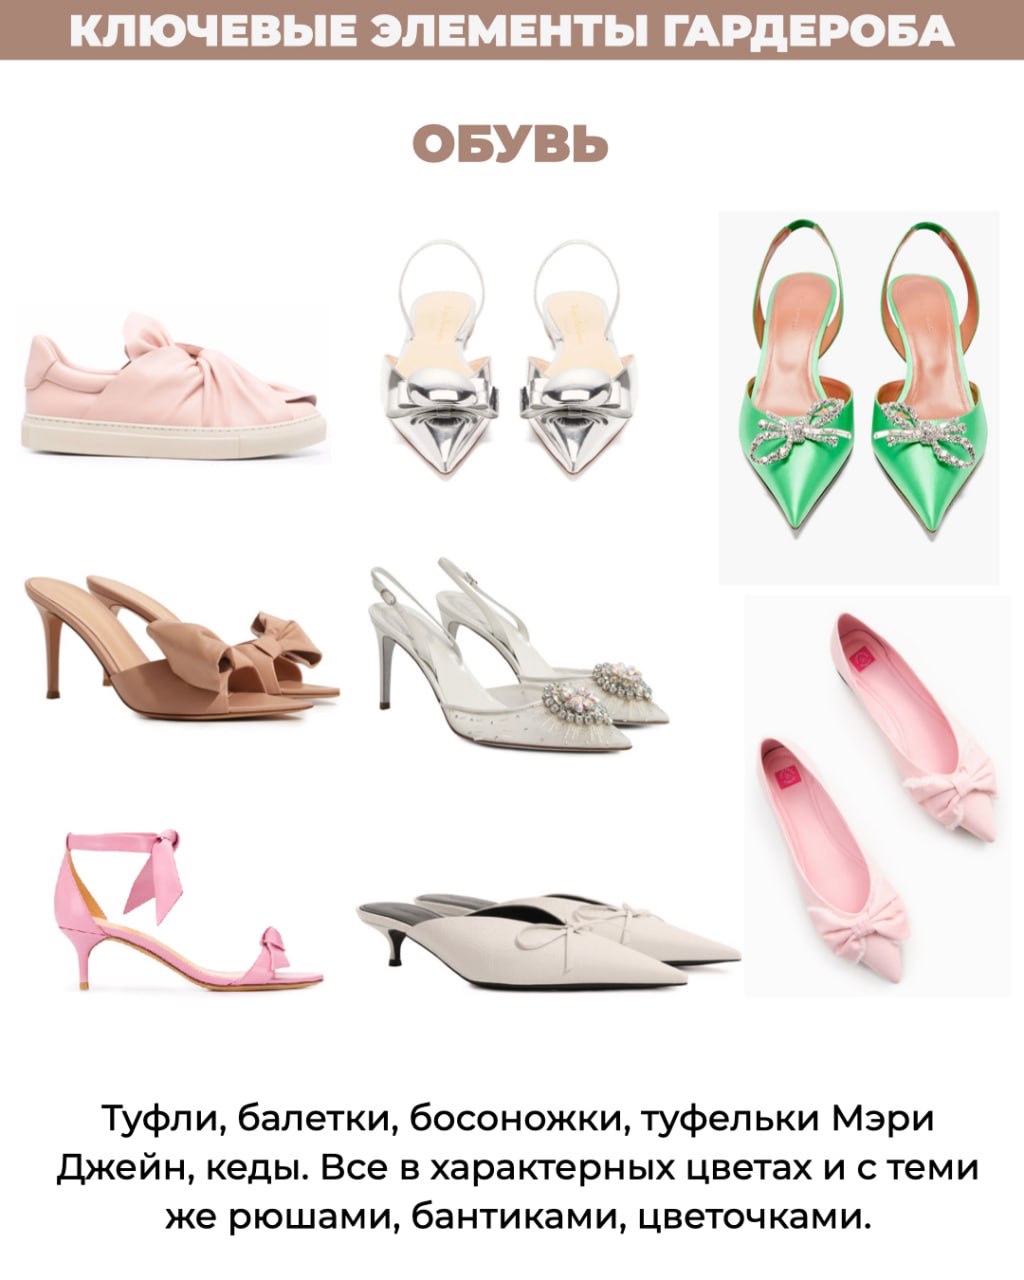 КЛЮЧЕВЫЕ ЭЛЕМЕНТЫ ГАРДЕРОБА
ОБУВЬ
Туфли, балетки, босоножки, туфельки Мэри
Джейн, кеды. Все в характерных цветах и с теми
же рюшами, бантиками, цветочками.